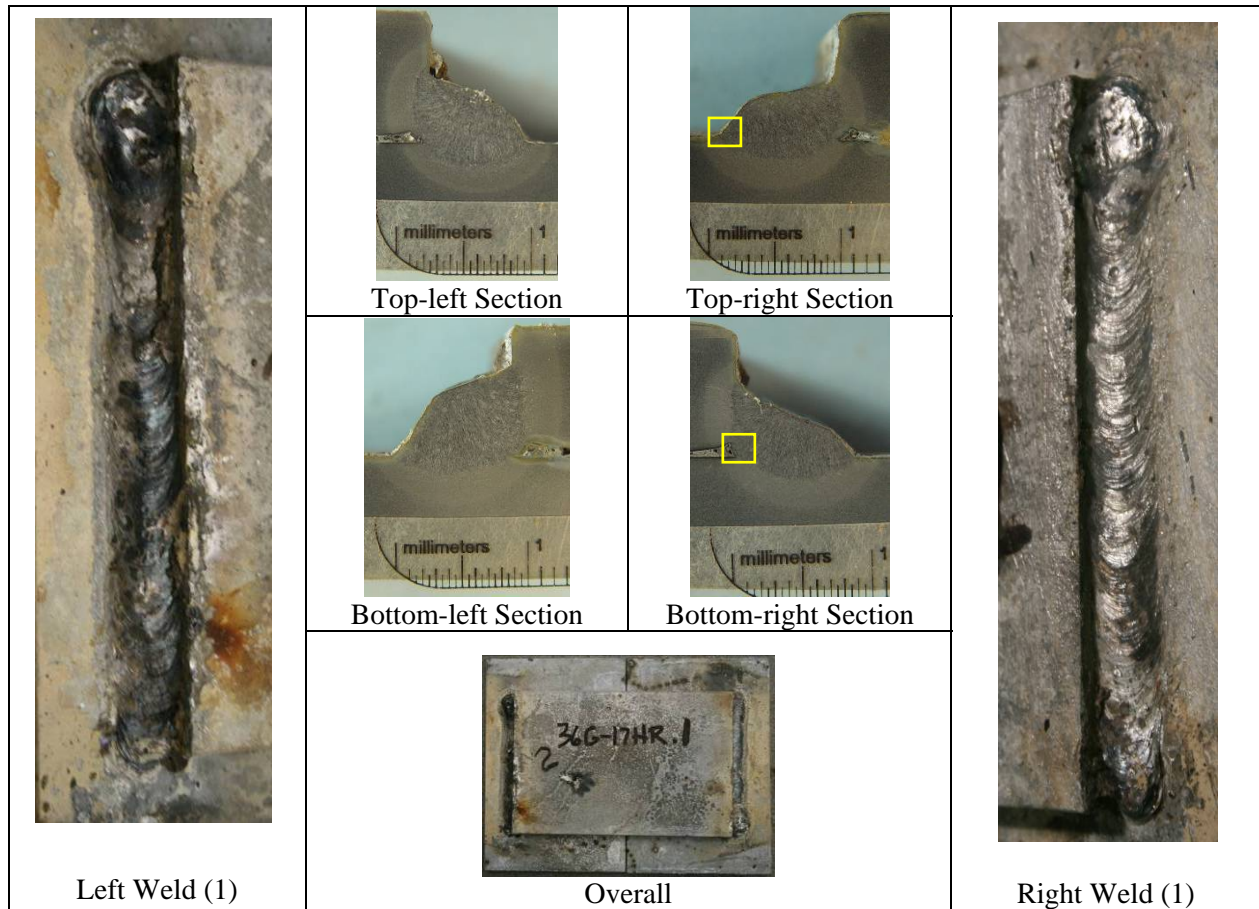 millimeters 1
Top-left Section
millimeters 1
Top-right Section
millimeters 1
Bottom-left Section
millimeters 1
Bottom-right Section
36G-17HR.1
2
Overall
Left Weld (1)
Right Weld (1)